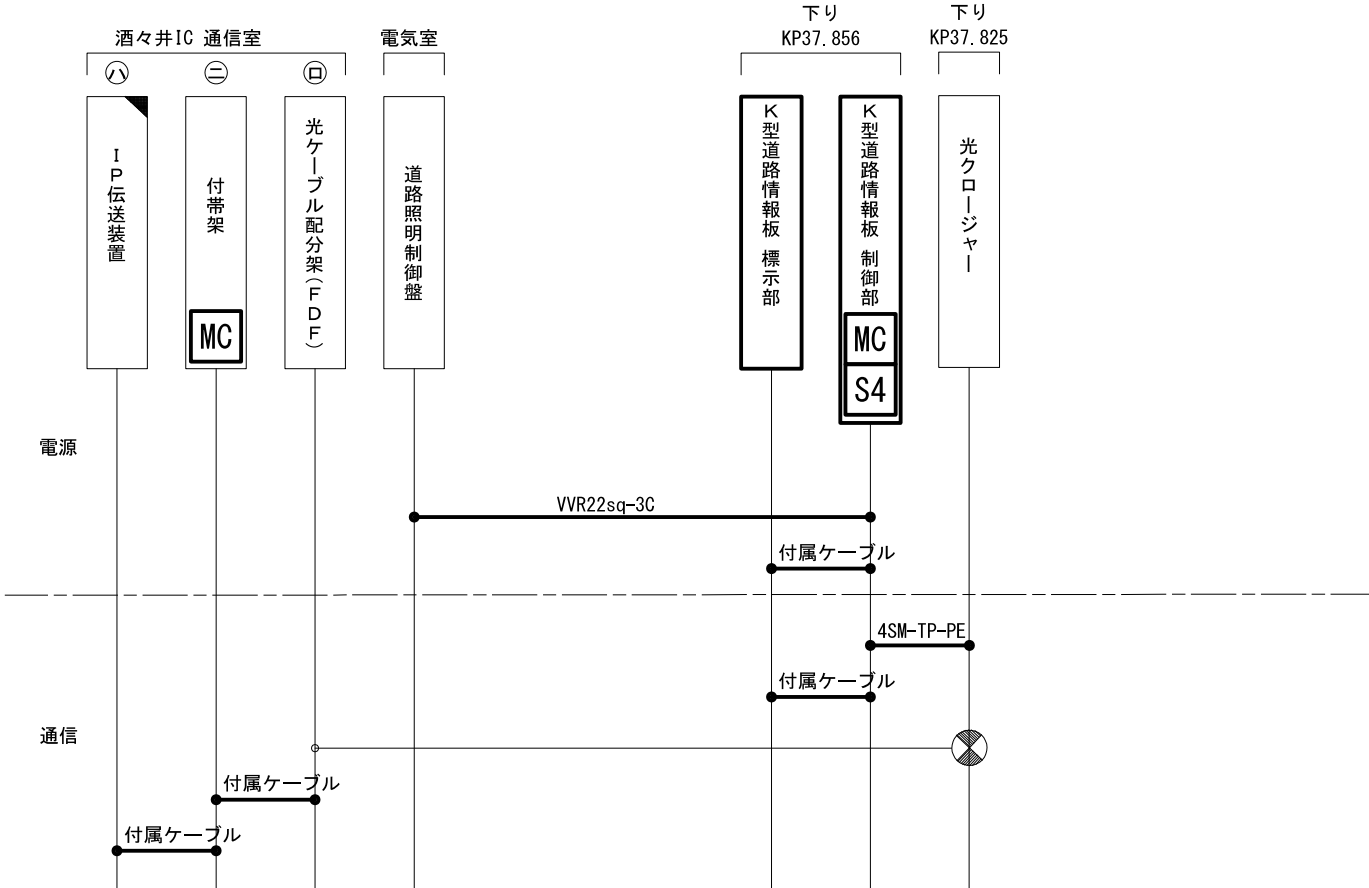 酒々井IC 通信室
電気室
下り
KP37.856
下り
KP37.825
ハ
ニ
ロ
IP伝送装置
付帯架
MC
光ケーブル配分架(FDF)
道路照明制御盤
K型道路情報板 標示部
K型道路情報板 制御部
MC
S4
光クロージャー
電源
VVR22sq-3C
付属ケーブル
4SM-TP-PE
付属ケーブル
通信
付属ケーブル
付属ケーブル